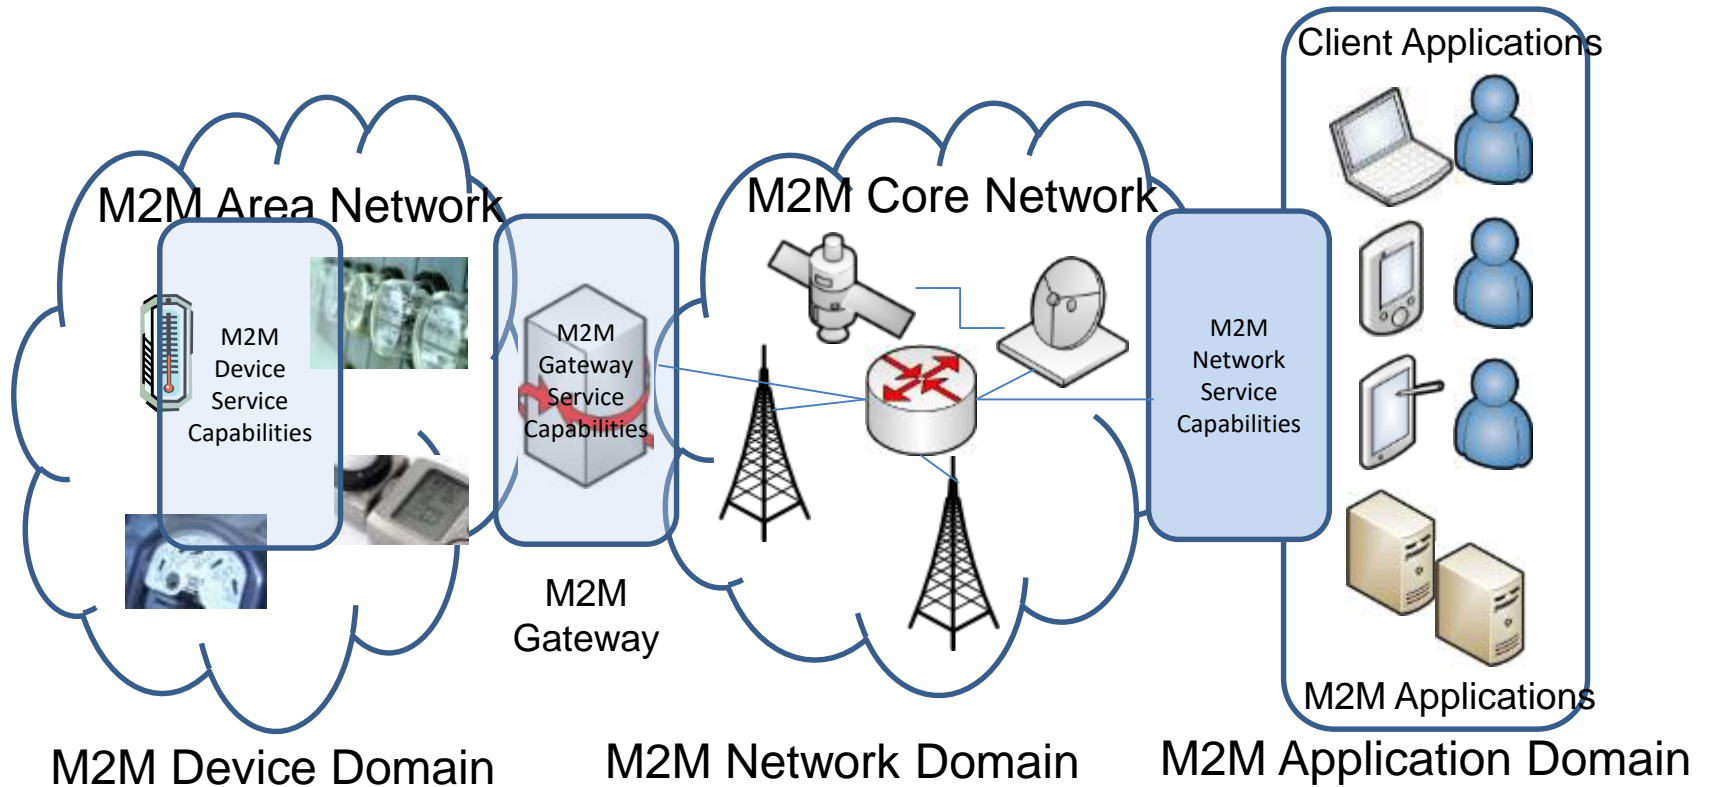 Client Applications
M2M Area Network
M2M Core Network
M2M
Device
Service
Capabilities
M2M
Gateway
Service
Capabilities
M2M
Network
Service
Capabilities
M2M
Gateway
M2M Applications
M2M Device Domain
M2M Network Domain
M2M Application Domain